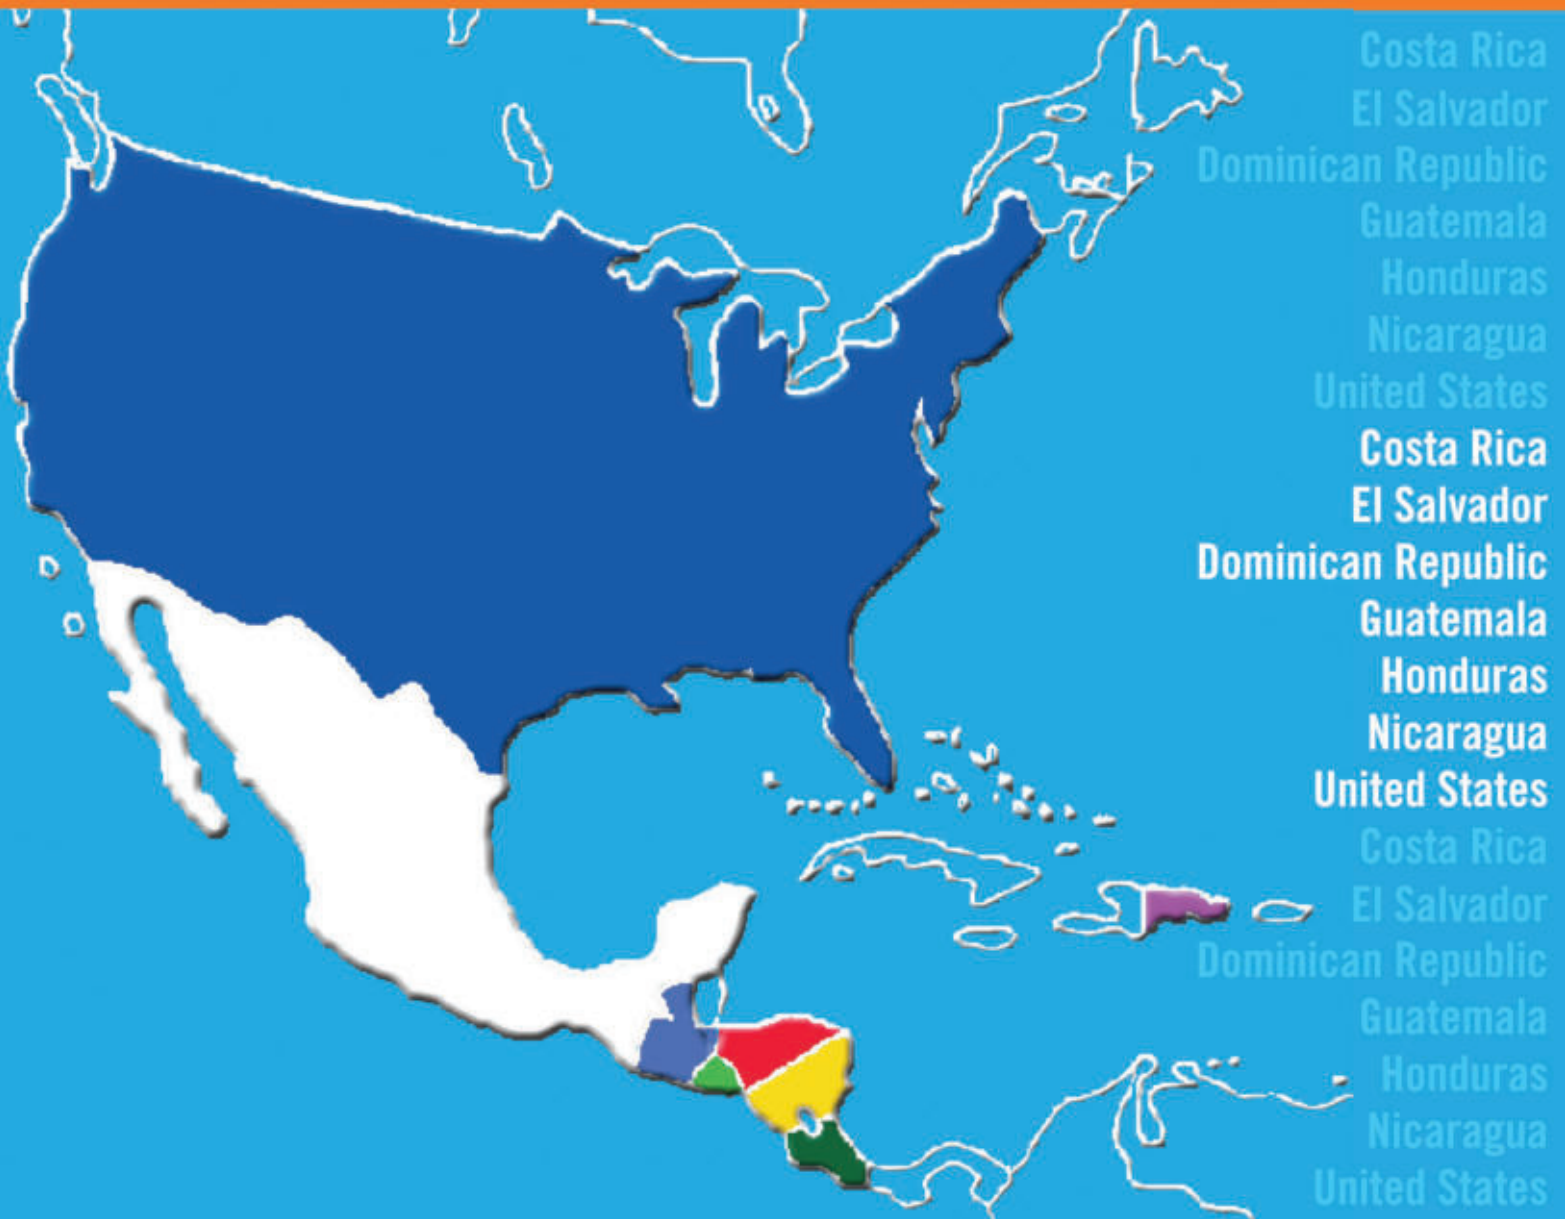 Costa Rica
El Salvador
Dominican Republic
Guatemala
Honduras
Nicaragua
United States
Costa Rica
El Salvador
Dominican Republic
Guatemala
Honduras
Nicaragua
United States
Costa Rica
El Salvador
Dominican Republic
Guatemala
Honduras
Nicaragua
United States